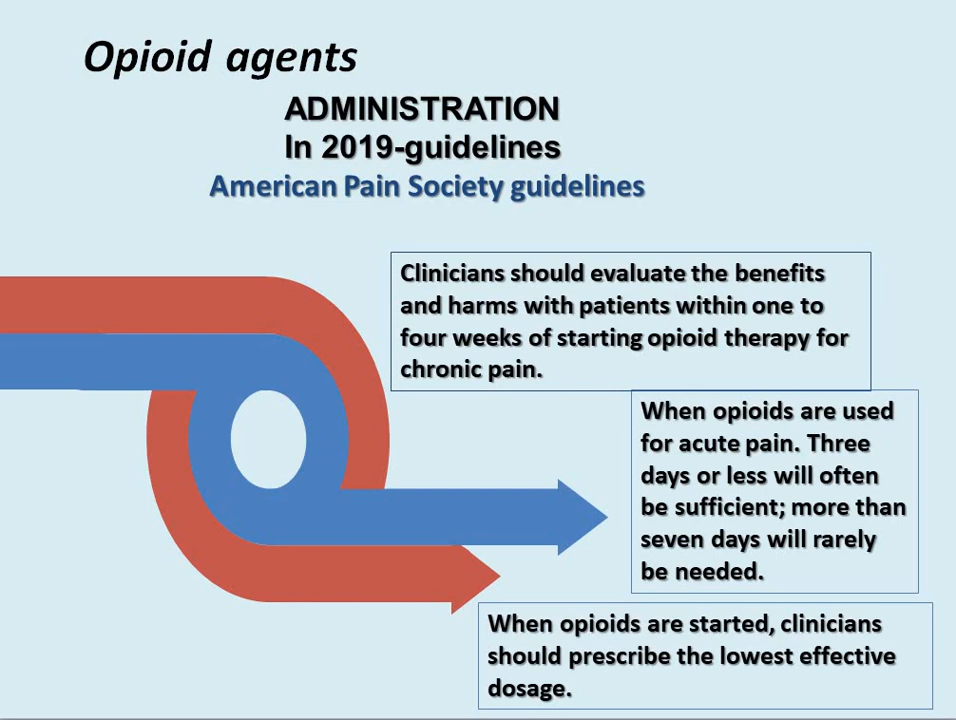 Opioid agents
ADMINISTRATION
In 2019-guidelines
American Pain Society guidelines
Clinicians should evaluate the benefits
and harms with patients within one to
four weeks of starting opioid therapy for
chronic pain.
When opioids are used
for acute pain. Three
days or less will often
be sufficient; more than
seven days will rarely
be needed.
When opioids are started, clinicians
should prescribe the lowest effective
dosage.